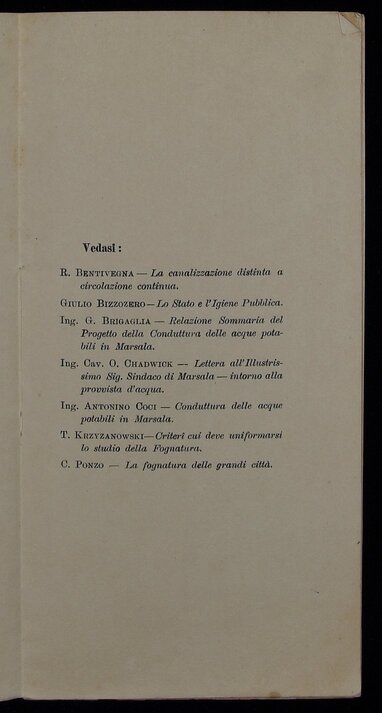 Vedasi :
R. BENTIVEGNA — La canalizzazione distinta a
circolazione continua.
GIULIO BIZZOZERO — Lo Stato e l'Igiene Pubblica.
Ing. G. BRIGAGLIA — Relazione Sommaria del
Progetto della Conduttura delle acque pota-
bili in Marsala.
Ing. Cav. O. CHADWICK — Lettera all'Illustris-
simo Sig. Sindaco di Marsala — intorno alla
provvista d'acqua.
Ing. ANTONINO COCI — Conduttura delle acque
potabili in Marsala.
T. KRZYZANOWSKI — Criterî cui deve uniformarsi
lo studio della Fognatura.
C. PONZO — La fognatura delle grandi città.